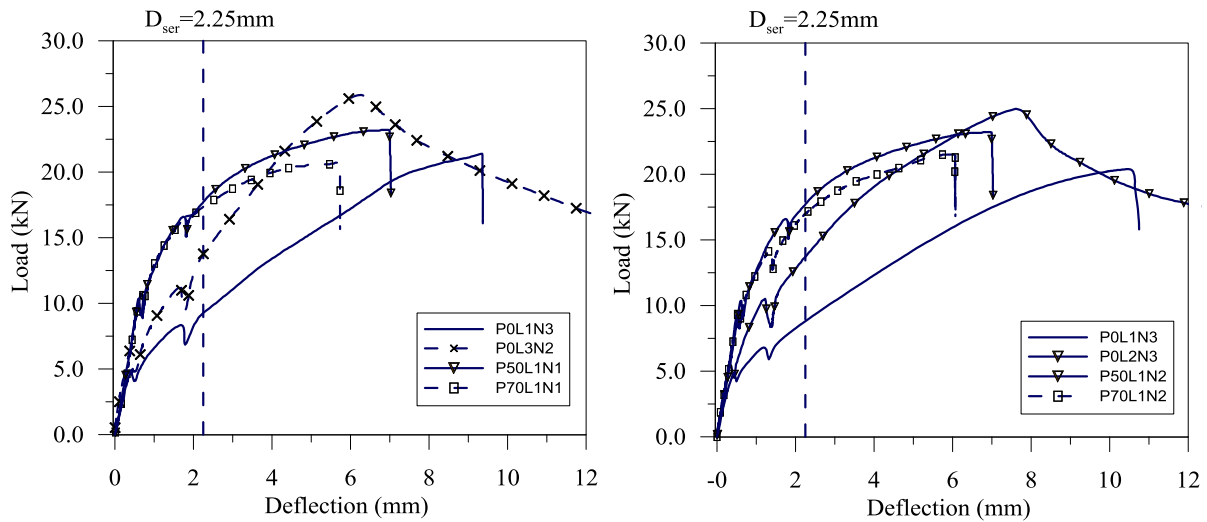 D_ser=2.25mm
30.0
25.0
20.0
15.0
10.0
5.0
0.0
Load (kN)
P0L1N3
P0L3N2
P50L1N1
P70L1N1
0 2 4 6 8 10 12
Deflection (mm)
D_ser=2.25mm
30.0
25.0
20.0
15.0
10.0
5.0
0.0
Load (kN)
P0L1N3
P0L2N3
P50L1N2
P70L1N2
-0 2 4 6 8 10 12
Deflection (mm)